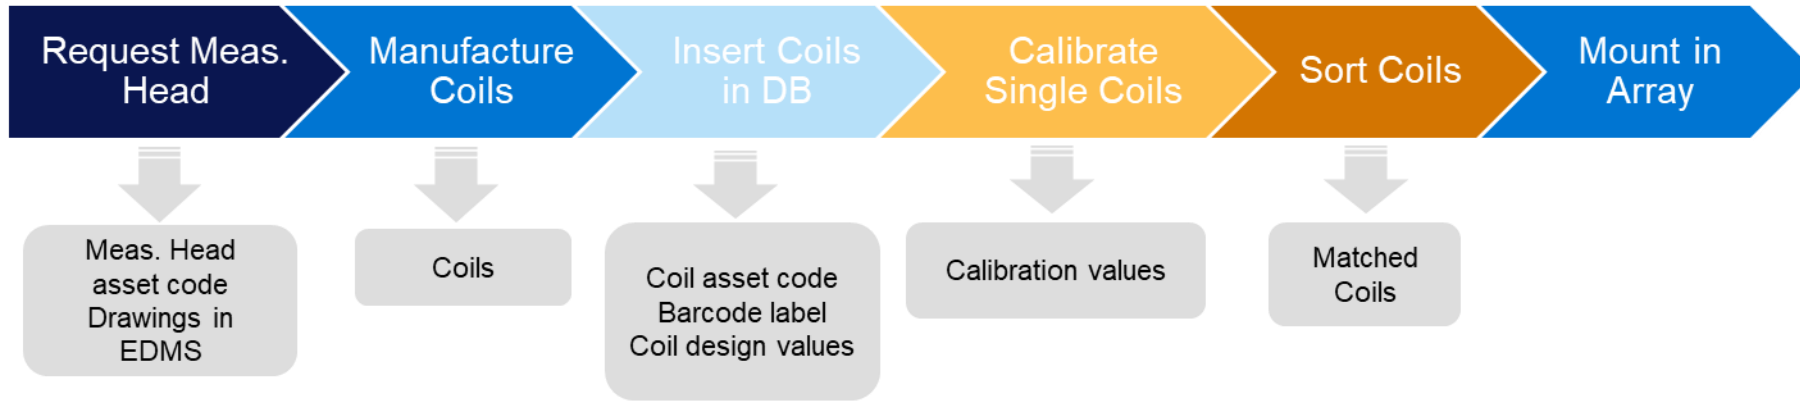 Request Meas.
Head
Manufacture
Coils
Insert Coils
in DB
Calibrate
Single Coils
Sort Coils
Mount in
Array
Meas. Head
asset code
Drawings in
EDMS
Coils
Coil asset code
Barcode label
Coil design values
Calibration values
Matched
Coils